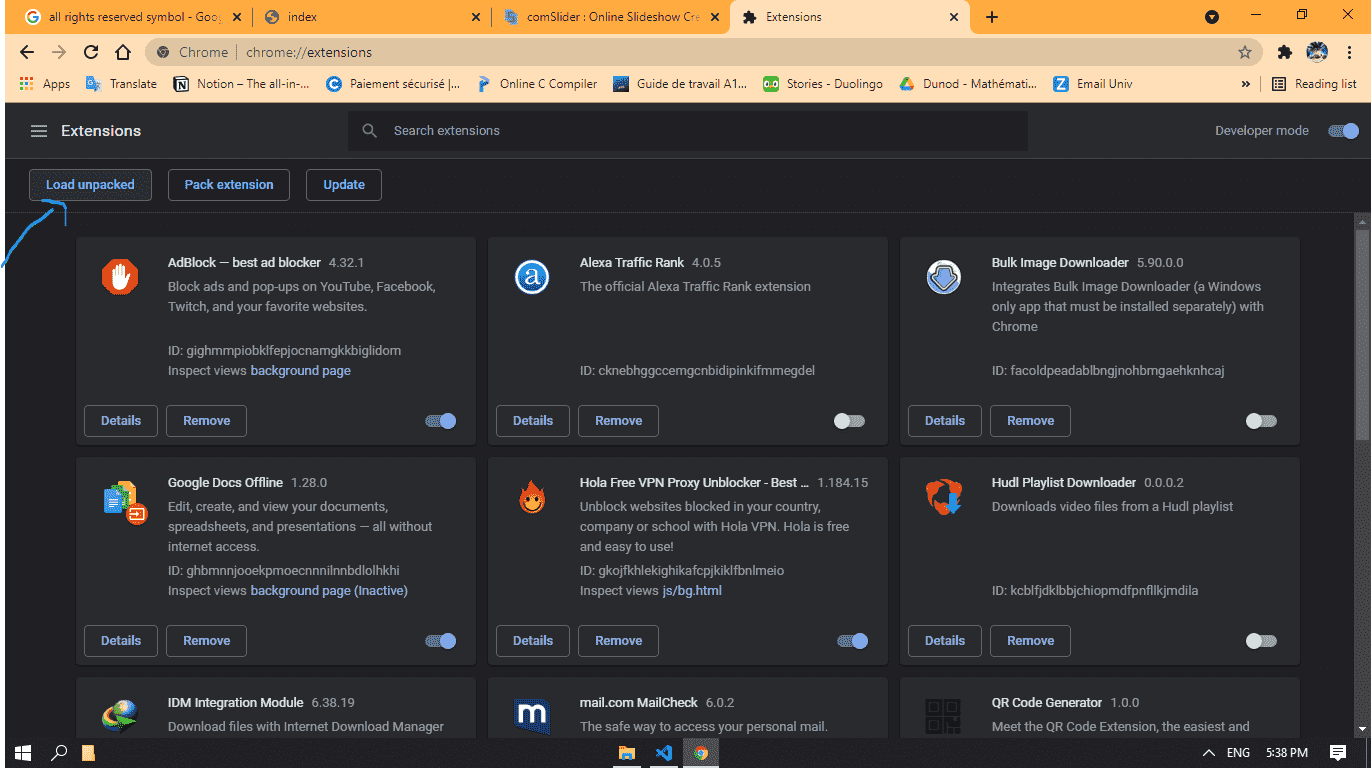 all rights reserved symbol - Goo
index
comSlider : Online Slideshow Cre
Extensions
Chrome
chrome://extensions
Apps
Translate
Notion – The all-in-...
Paiement sécurisé |...
Online C Compiler
Guide de travail A1...
Stories - Duolingo
Dunod - Mathémati...
Email Univ
»
Reading list
Extensions
Search extensions
Developer mode
Load unpacked
Pack extension
Update
AdBlock — best ad blocker 4.32.1
Block ads and pop-ups on YouTube, Facebook,
Twitch, and your favorite websites.
ID: gighmmpiobklfepjocnamgkkbiglidom
Inspect views background page
Details
Remove
Alexa Traffic Rank 4.0.5
The official Alexa Traffic Rank extension
ID: cknebhggccemgcnbidipinkifmmegdel
Details
Remove
Bulk Image Downloader 5.90.0.0
Integrates Bulk Image Downloader (a Windows
only app that must be installed separately) with
Chrome
ID: facoldpeadablbngjnohbmgaehknhcaj
Details
Remove
Google Docs Offline 1.28.0
Edit, create, and view your documents,
spreadsheets, and presentations — all without
internet access.
ID: ghbmnnjooekpmoecnnnilnnbdlolhkhi
Inspect views background page (Inactive)
Details
Remove
Hola Free VPN Proxy Unblocker - Best ... 1.184.15
Unblock websites blocked in your country,
company or school with Hola VPN. Hola is free
and easy to use!
ID: gkojfkhlekighikafcpjkiklfbnlmeio
Inspect views js/bg.html
Details
Remove
Hudl Playlist Downloader 0.0.0.2
Downloads video files from a Hudl playlist
ID: kcblfjdklbbjchiopmdfpnfllkjmdila
Details
Remove
IDM Integration Module 6.38.19
Download files with Internet Download Manager
mail.com MailCheck 6.0.2
The safe way to access your personal mail.
QR Code Generator 1.0.0
Meet the QR Code Extension, the easiest and
ENG
5:38 PM